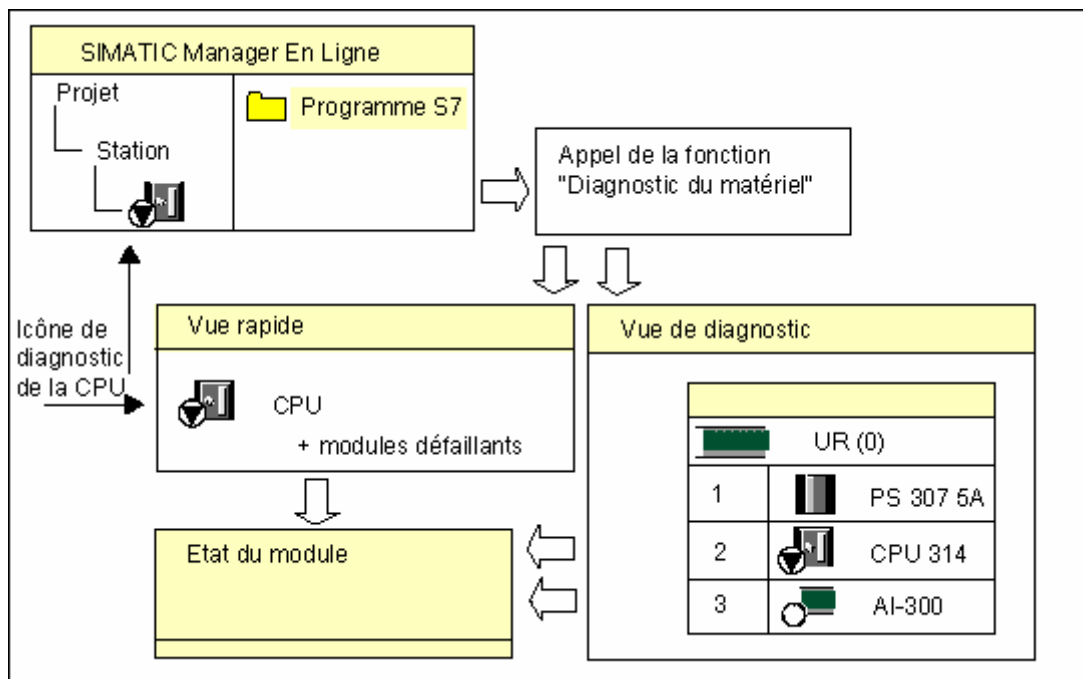 SIMATIC Manager En Ligne
Projet
Station
Programme S7
Appel de la fonction
"Diagnostic du matériel"
Icône de
diagnostic
de la CPU
Vue rapide
CPU
+ modules défaillants
Vue de diagnostic
UR (0)
1 PS 307 5A
2 CPU 314
3 AI-300
Etat du module